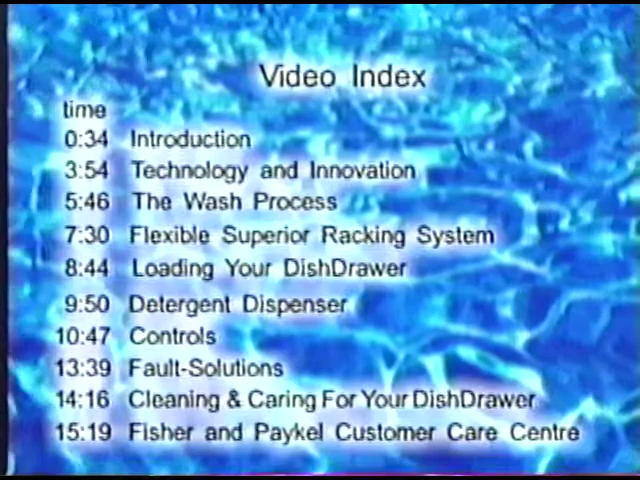 Video Index
time
0:34 Introduction
3:54 Technology and Innovation
5:46 The Wash Process
7:30 Flexible Superior Racking System
8:44 Loading Your DishDrawer
9:50 Detergent Dispenser
10:47 Controls
13:39 Fault-Solutions
14:16 Cleaning & Caring For Your DishDrawer
15:19 Fisher and Paykel Customer Care Centre